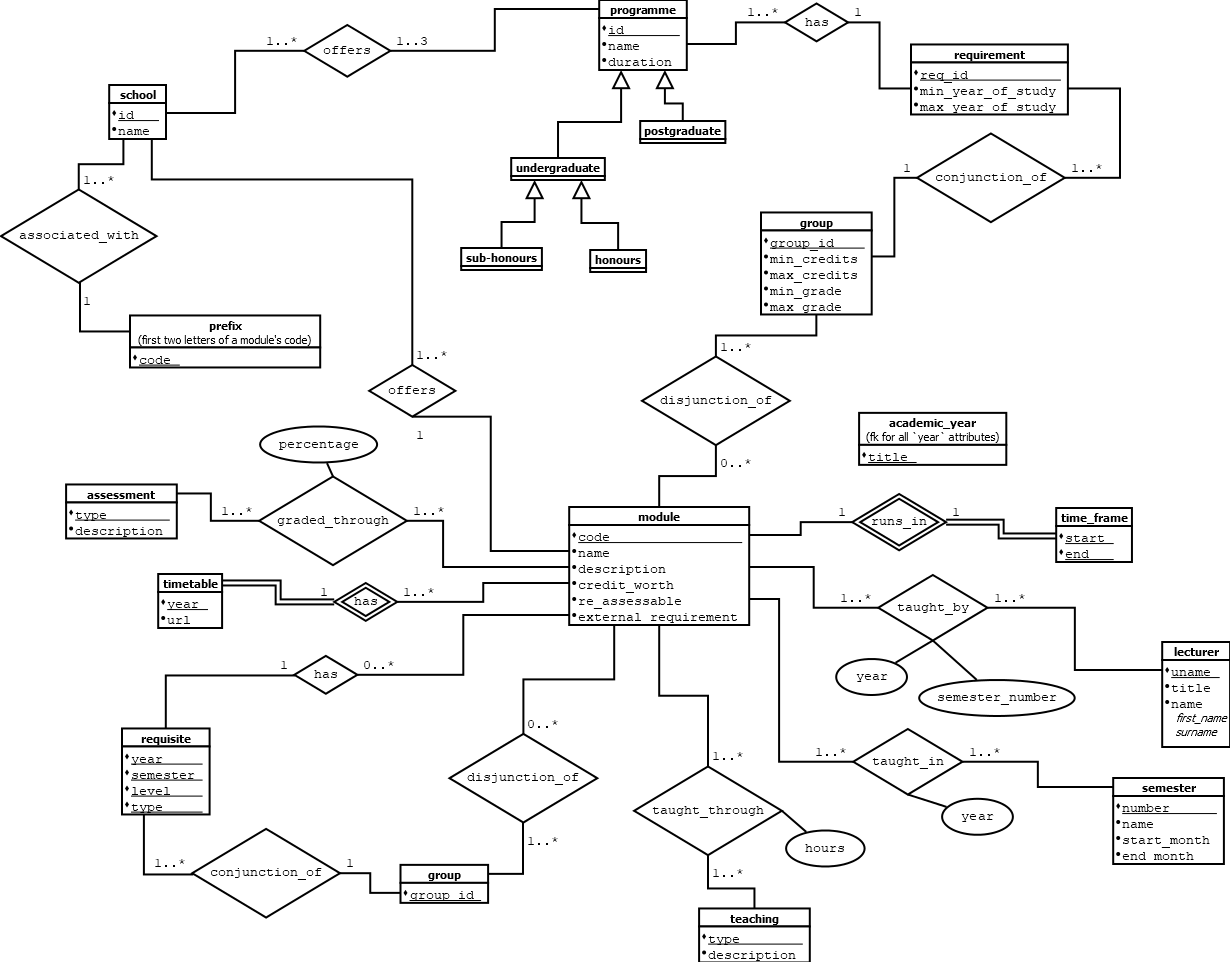 programme
id
name
duration
1..*
offers
1..3
1..*
has
1
requirement
req_id
min_year_of_study
max_year_of_study
school
id
name
postgraduate
undergraduate
sub-honours
honours
1
conjunction_of
1..*
1..*
associated_with
1
group
group_id
min_credits
max_credits
min_grade
max_grade
prefix
(first two letters of a module's code)
code
1..*
offers
1
1..*
disjunction_of
0..*
academic_year
(fk for all `year` attributes)
title
percentage
assessment
type
description
1..*
graded_through
1..*
module
code
name
description
credit_worth
re_assessable
external_requirement
1
runs_in
1
time_frame
start
end
timetable
year
url
1
has
1..*
1..*
taught_by
1..*
year
semester_number
lecturer
uname
title
name
first_name
surname
1
has
0..*
requisite
year
semester
level
type
0..*
disjunction_of
1..*
1..*
taught_through
hours
1..*
1..*
taught_in
1..*
year
semester
number
name
start_month
end_month
1..*
conjunction_of
1
group
group_id
teaching
type
description